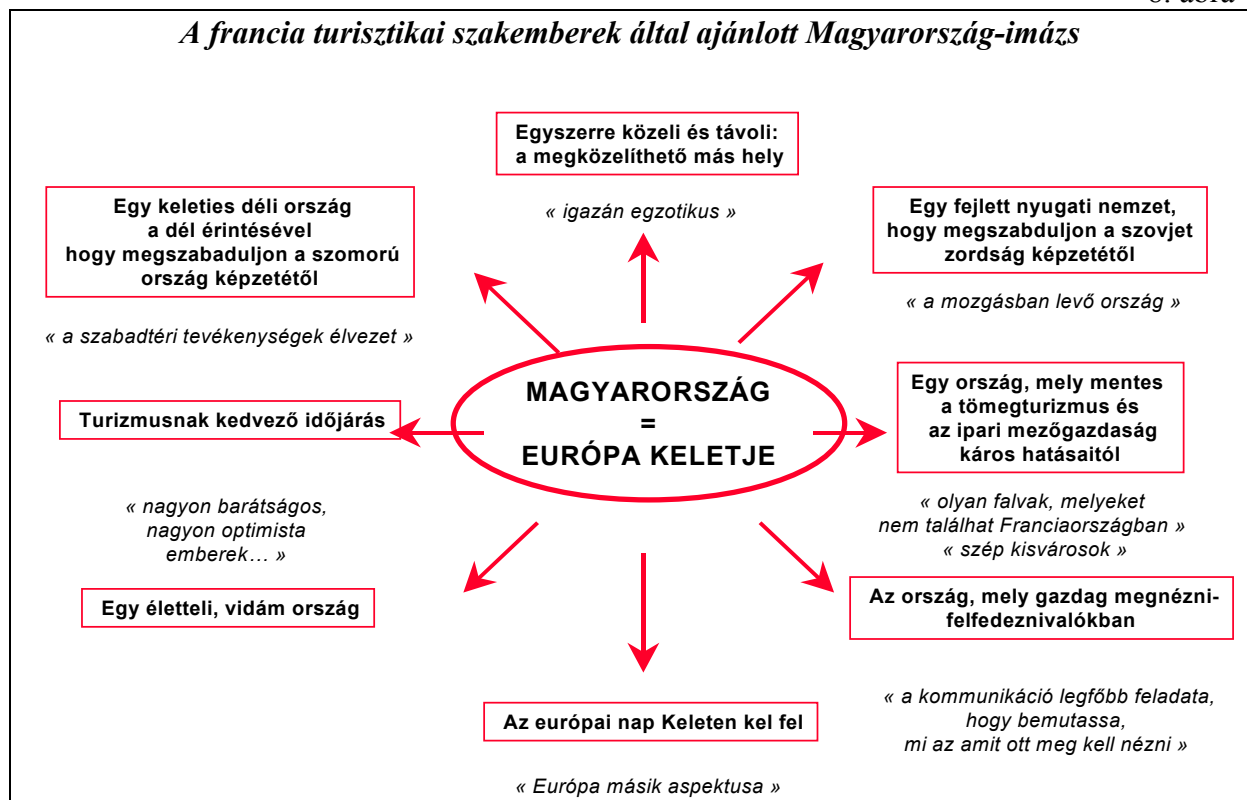 8. ábra
A francia turisztikai szakemberek által ajánlott Magyarország-imázs
Egyszerre közeli és távoli:
a megközelíthető más hely
« igazán egzotikus »
Egy keleties déli ország
a dél érintésével
hogy megszabaduljon a szomorú
ország képzetétől
« a szabadtéri tevékenységek élvezet »
Egy fejlett nyugati nemzet,
hogy megszabduljon a szovjet
zordság képzetétől
« a mozgásban levő ország »
MAGYARORSZÁG
=
EURÓPA KELETJE
Turizmusnak kedvező időjárás
Egy ország, mely mentes
a tömegturizmus és
az ipari mezőgazdaság
káros hatásaitól
« olyan falvak, melyeket
nem találhat Franciaországban »
« szép kisvárosok »
« nagyon barátságos,
nagyon optimista
emberek… »
Egy életteli, vidám ország
Az ország, mely gazdag megnézni-
felfedeznivalókban
« a kommunikáció legfőbb feladata,
hogy bemutassa,
mi az amit ott meg kell nézni »
Az európai nap Keleten kel fel
« Európa másik aspektusa »